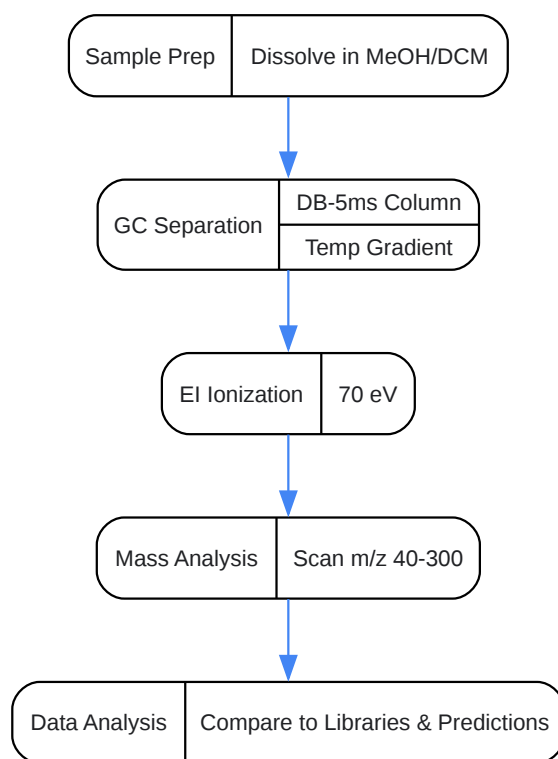 Sample Prep
Dissolve in MeOH/DCM
GC Separation
DB-5ms Column
Temp Gradient
EI Ionization
70 eV
Mass Analysis
Scan m/z 40-300
Data Analysis
Compare to Libraries & Predictions